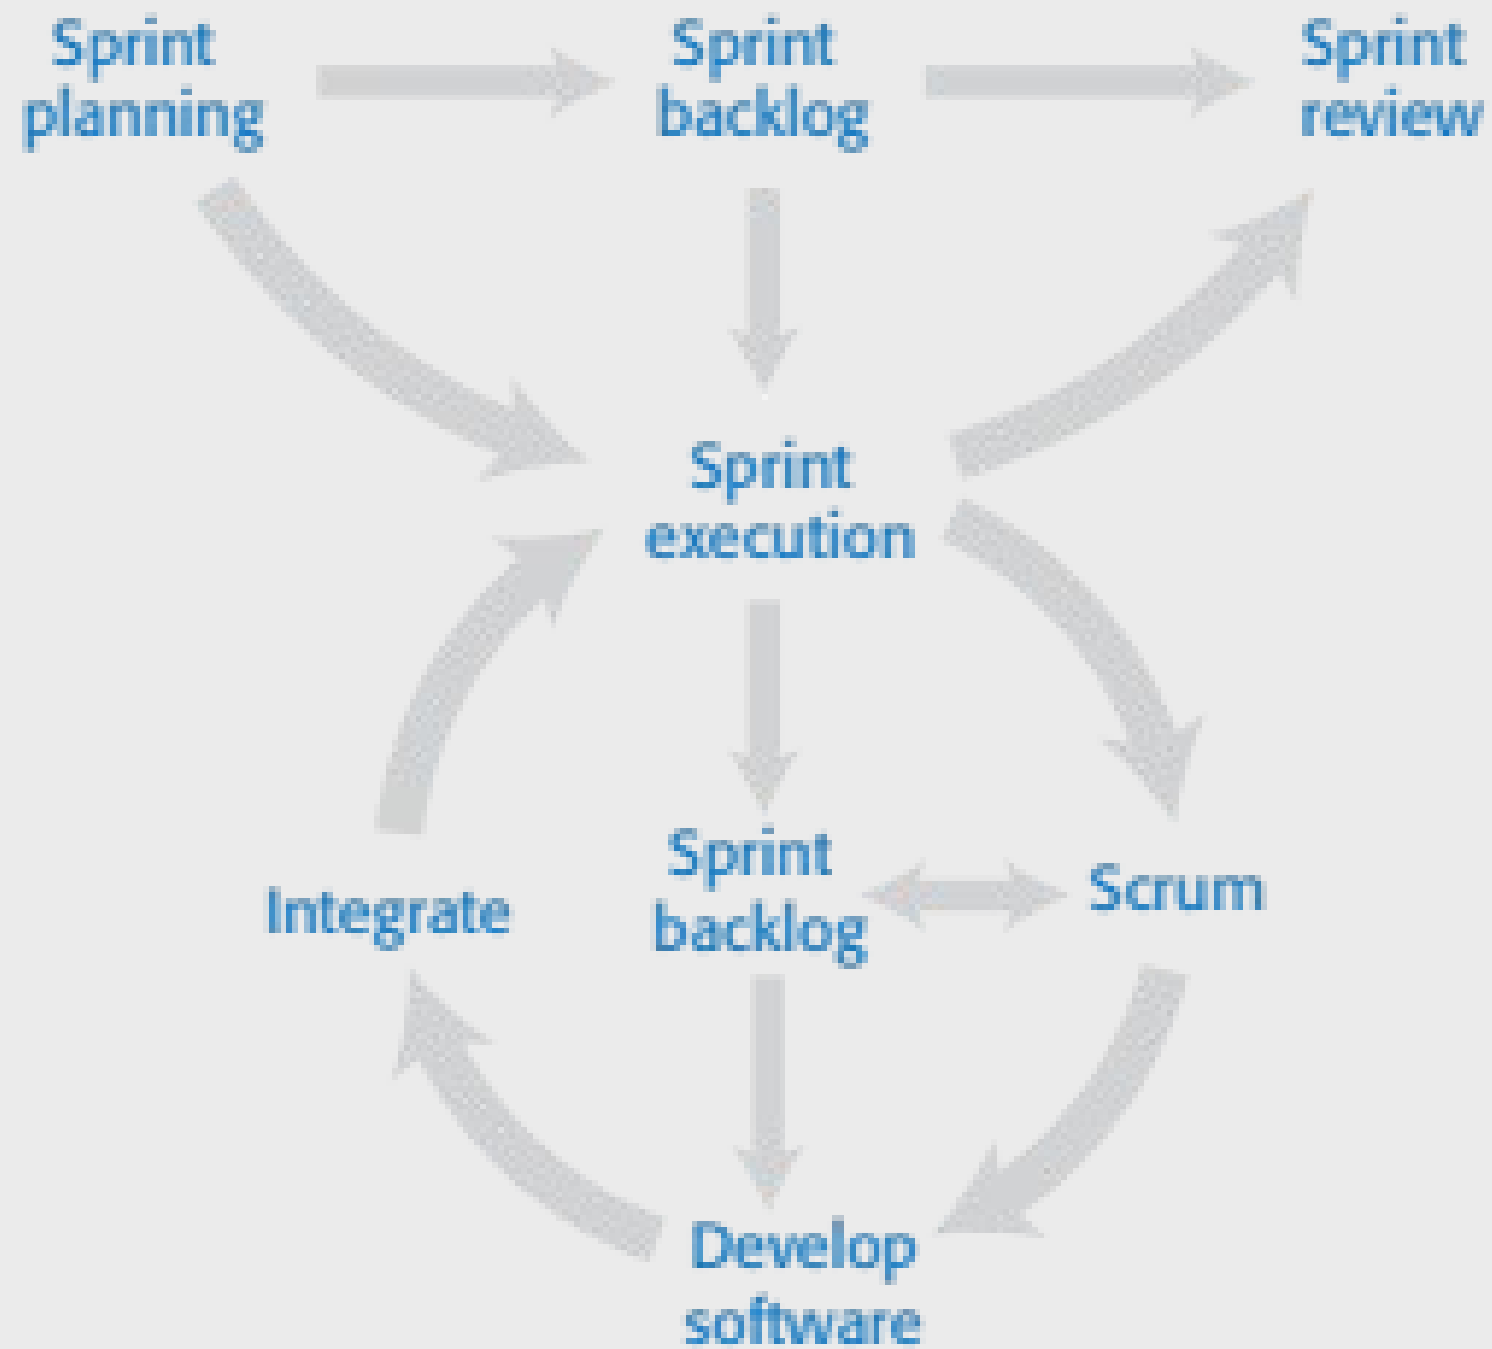 Sprint
planning
Sprint
backlog
Sprint
review
Sprint
execution
Integrate
Sprint
backlog
Scrum
Develop
software